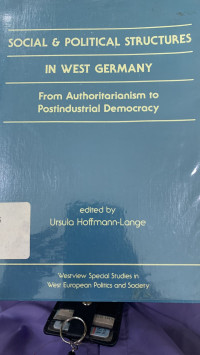 SOCIAL & POLITICAL STRUCTURES
IN WEST GERMANY
From Authoritarianism to
Postindustrial Democracy
edited by
Ursula Hoffmann-Lange
Westview Special Studies in
West European Politics and Society